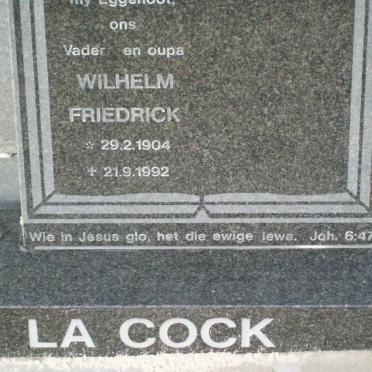 my Eggenoot,
ons
Vader en oupa
WILHELM
FRIEDRICK
☆ 29.2.1904
✝ 21.9.1992
Wie in Jesus glo, het die ewige lewe. Joh. 6:47
LA COCK